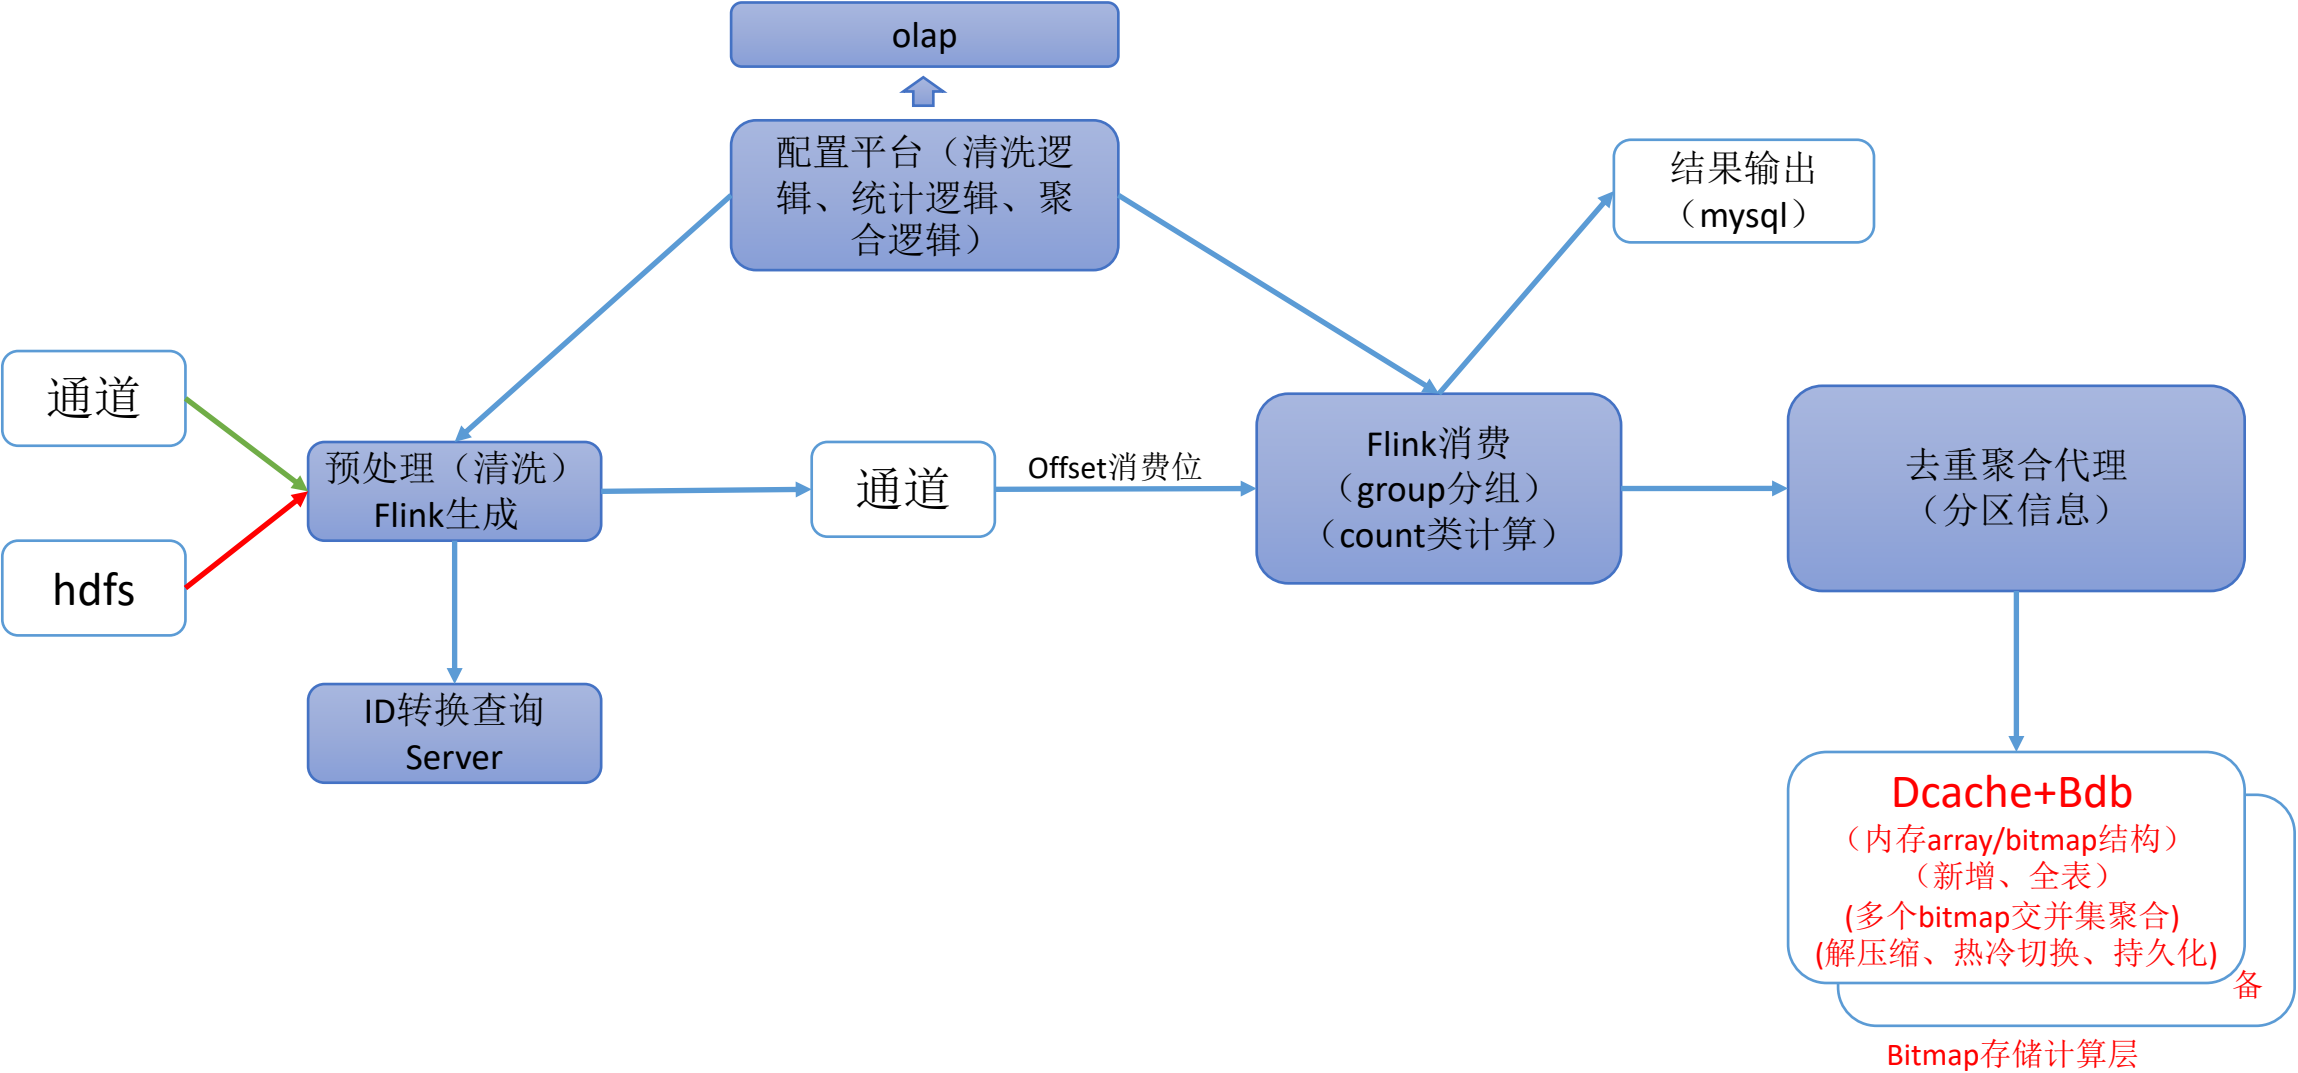 olap
配置平台（清洗逻
辑、统计逻辑、聚
合逻辑）
结果输出
（mysql）
通道
hdfs
预处理（清洗）
Flink生成
ID转换查询
Server
通道
Offset消费位
Flink消费
（group分组）
（count类计算）
去重聚合代理
（分区信息）
Dcache+Bdb
（内存array/bitmap结构）
（新增、全表）
(多个bitmap交并集聚合)
(解压缩、热冷切换、持久化)
备
Bitmap存储计算层